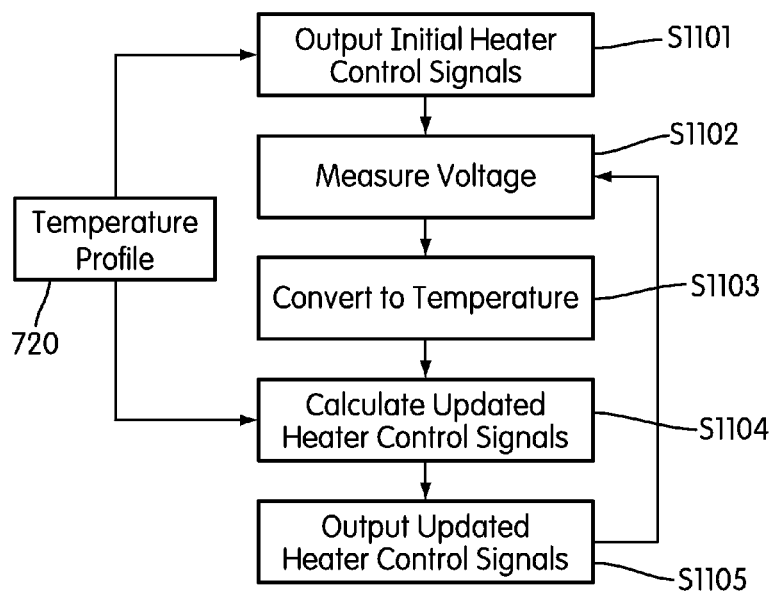 Output Initial Heater
Control Signals
S1101
S1102
Measure Voltage
Temperature
Profile
720
Convert to Temperature
S1103
Calculate Updated
Heater Control Signals
S1104
Output Updated
Heater Control Signals
S1105